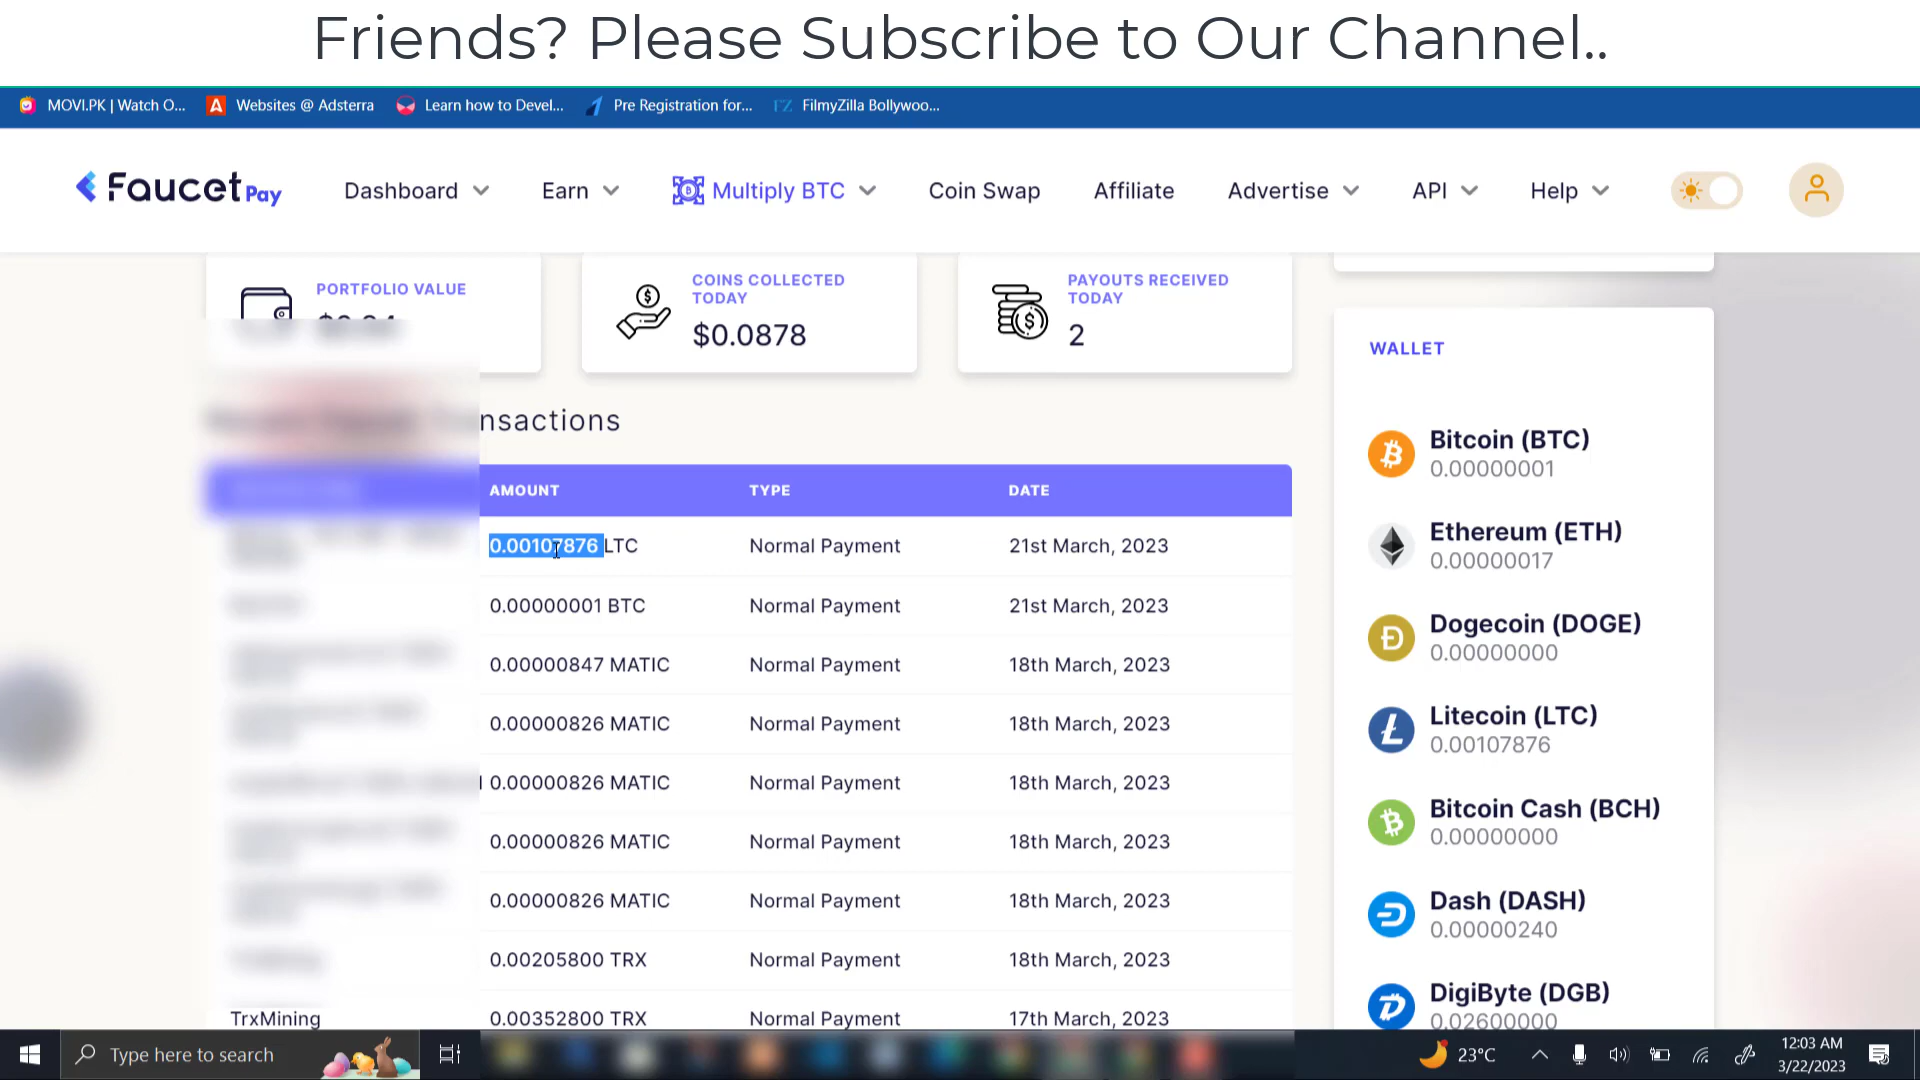 Friends? Please Subscribe to Our Channel..
MOVI.PK | Watch O... Websites @ Adsterra Learn how to Devel... Pre Registration for... FilmyZilla Bollywoo...
FaucetPay Dashboard Earn Multiply BTC Coin Swap Affiliate Advertise API Help
PORTFOLIO VALUE
COINS COLLECTED
TODAY
$0.0878
PAYOUTS RECEIVED
TODAY
2
nsactions
AMOUNT TYPE DATE
0.00107876 LTC Normal Payment 21st March, 2023
0.00000001 BTC Normal Payment 21st March, 2023
0.00000847 MATIC Normal Payment 18th March, 2023
0.00000826 MATIC Normal Payment 18th March, 2023
0.00000826 MATIC Normal Payment 18th March, 2023
0.00000826 MATIC Normal Payment 18th March, 2023
0.00000826 MATIC Normal Payment 18th March, 2023
0.00205800 TRX Normal Payment 18th March, 2023
TrxMining 0.00352800 TRX Normal Payment 17th March, 2023
WALLET
Bitcoin (BTC)
0.00000001
Ethereum (ETH)
0.00000017
Dogecoin (DOGE)
0.00000000
Litecoin (LTC)
0.00107876
Bitcoin Cash (BCH)
0.00000000
Dash (DASH)
0.00000240
DigiByte (DGB)
0.02600000
Type here to search
23°C
12:03 AM
3/22/2023